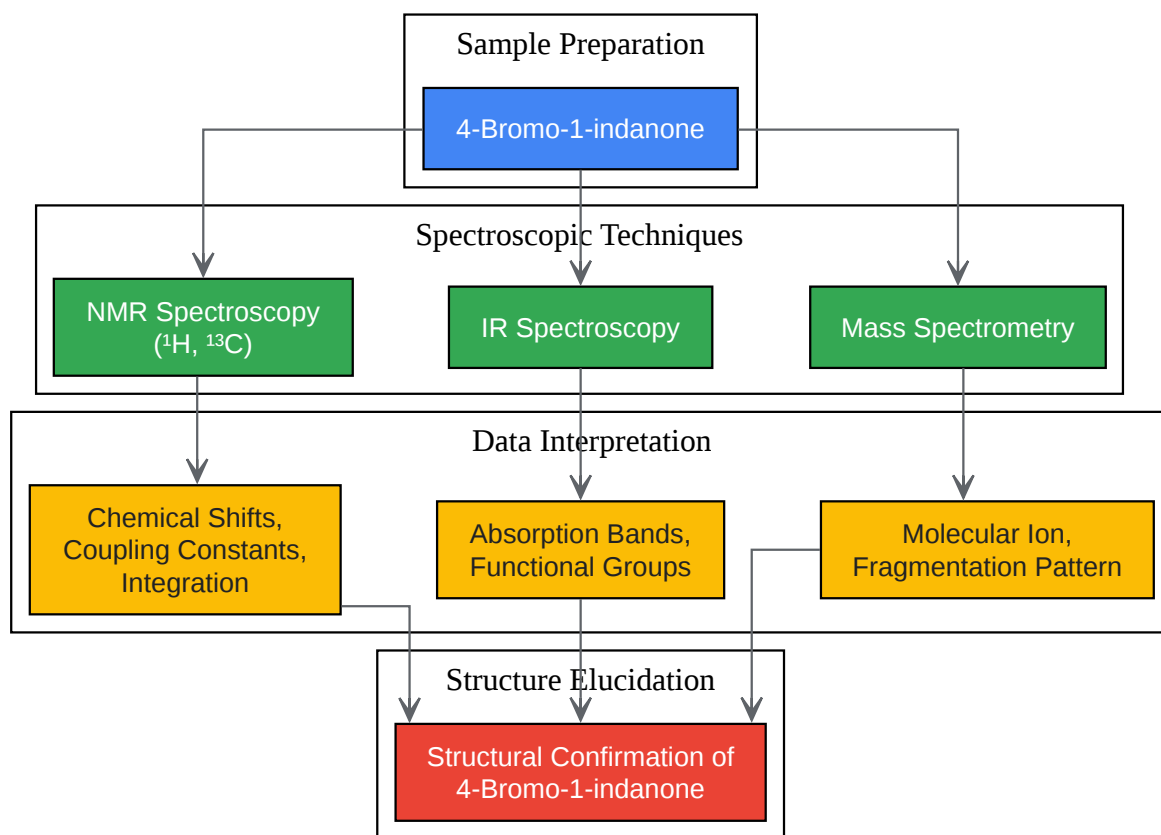 Sample Preparation
4-Bromo-1-indanone
Spectroscopic Techniques
NMR Spectroscopy
(¹H, ¹³C)
IR Spectroscopy
Mass Spectrometry
Data Interpretation
Chemical Shifts,
Coupling Constants,
Integration
Absorption Bands,
Functional Groups
Molecular Ion,
Fragmentation Pattern
Structure Elucidation
Structural Confirmation of
4-Bromo-1-indanone